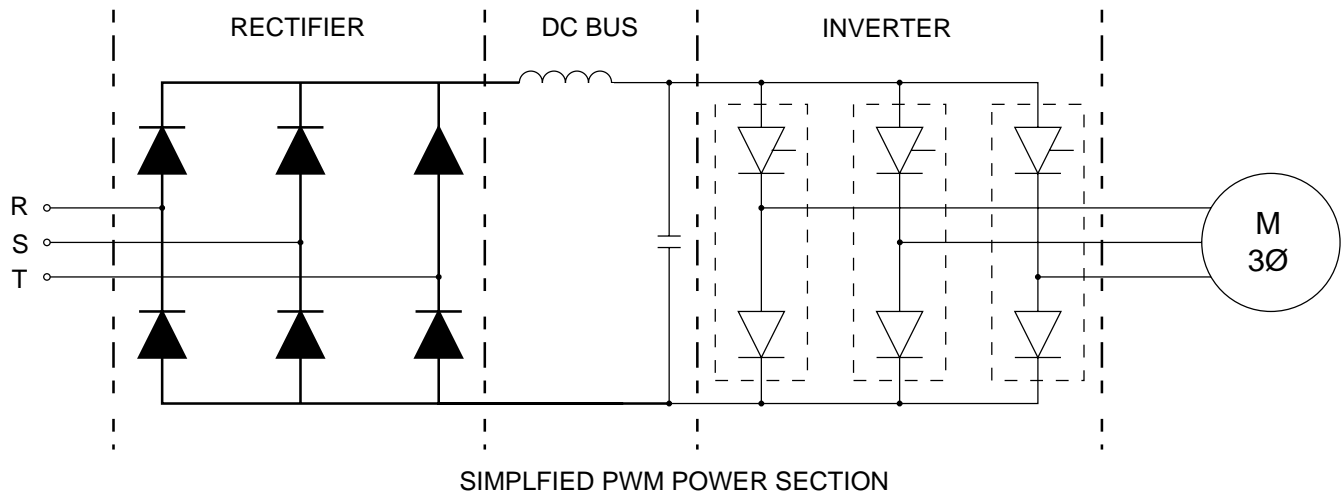 RECTIFIER
DC BUS
INVERTER
R
S
T
M
3Ø
SIMPLFIED PWM POWER SECTION